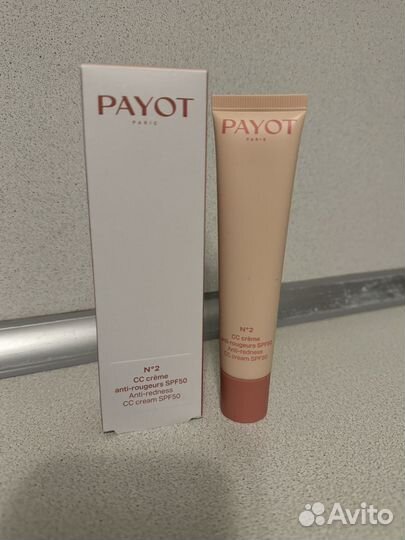 PAYOT
PARIS
N°2
CC crème
anti-rougeurs SPF50
Anti-redness
CC cream SPF50
PAYOT
PARIS
N°2
CC crème
anti-rougeurs SPF50
Anti-redness
CC cream SPF50
Avito